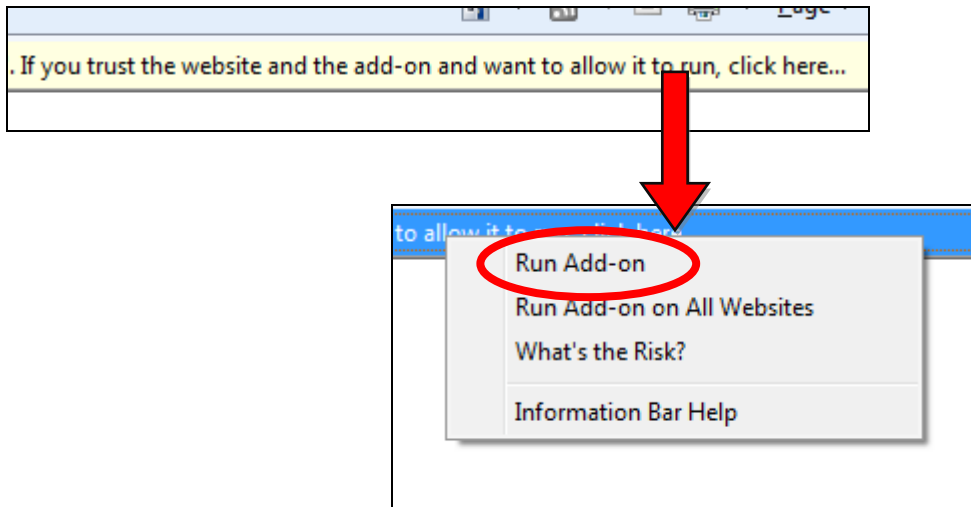 Page
. If you trust the website and the add-on and want to allow it to run, click here...
to allow it to
Run Add-on
Run Add-on on All Websites
What's the Risk?
Information Bar Help